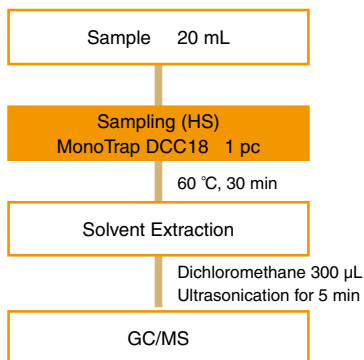 Sample 20 mL
Sampling (HS)
MonoTrap DCC18 1 pc
60 ℃, 30 min
Solvent Extraction
Dichloromethane 300 µL
Ultrasonication for 5 min
GC/MS